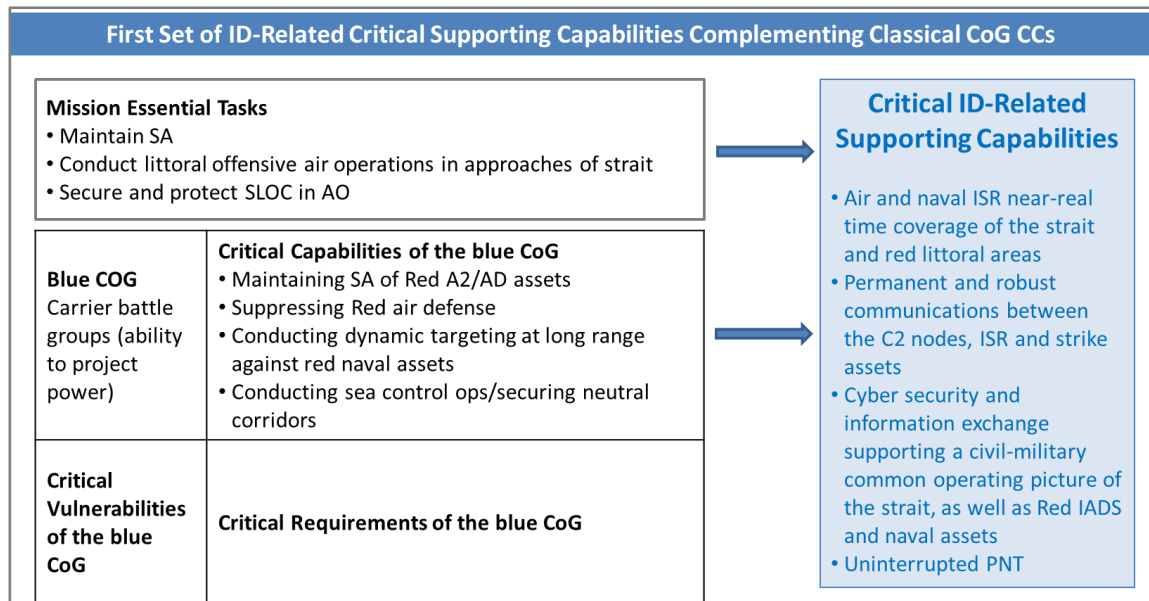 First Set of ID-Related Critical Supporting Capabilities Complementing Classical CoG CCs
Mission Essential Tasks
• Maintain SA
• Conduct littoral offensive air operations in approaches of strait
• Secure and protect SLOC in AO
Blue COG
Carrier battle
groups (ability
to project
power)
Critical Capabilities of the blue CoG
• Maintaining SA of Red A2/AD assets
• Suppressing Red air defense
• Conducting dynamic targeting at long range
against red naval assets
• Conducting sea control ops/securing neutral
corridors
Critical
Vulnerabilities
of the blue
CoG
Critical Requirements of the blue CoG
Critical ID-Related
Supporting Capabilities
• Air and naval ISR near-real
time coverage of the strait
and red littoral areas
• Permanent and robust
communications between
the C2 nodes, ISR and strike
assets
• Cyber security and
information exchange
supporting a civil-military
common operating picture of
the strait, as well as Red IADS
and naval assets
• Uninterrupted PNT